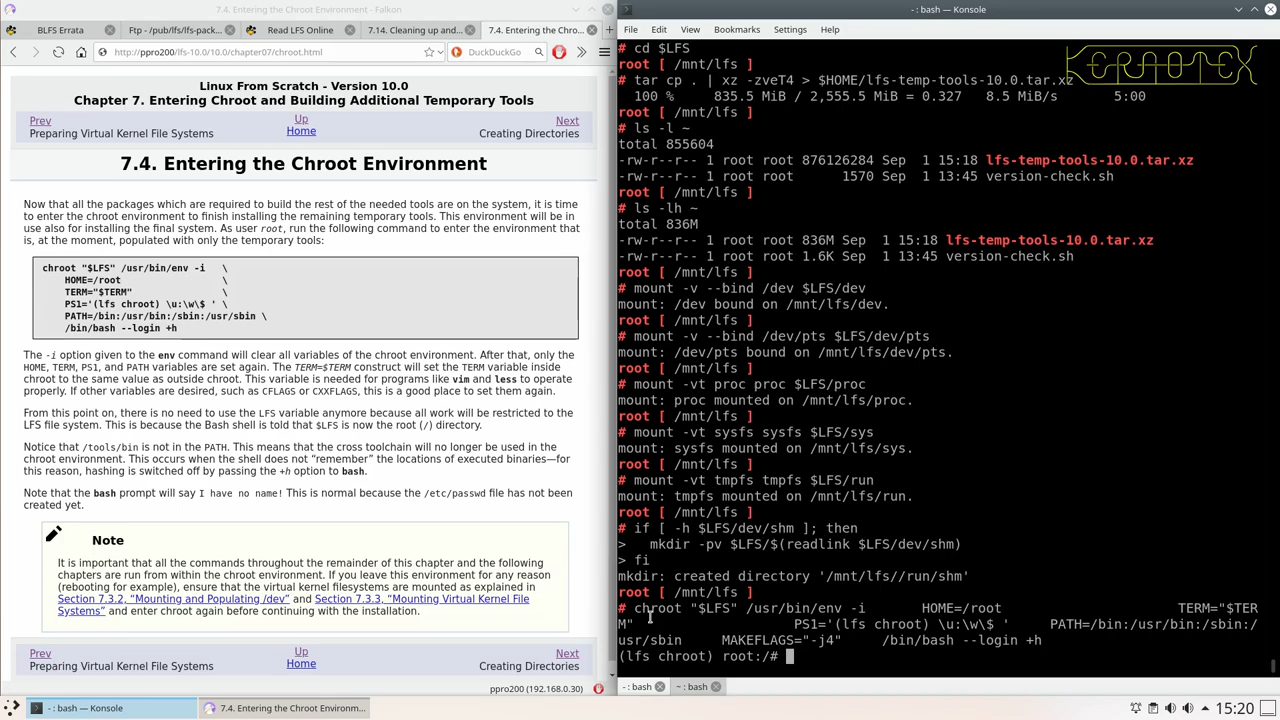 7.4. Entering the Chroot Environment - Falkon
BLFS Errata
Ftp - /pub/lfs/lfs-pack...
Read LFS Online
7.14. Cleaning up and...
7.4. Entering the Chro...
http://ppro200/lfs-10.0/10.0/chapter07/chroot.html
DuckDuckGo
Linux From Scratch - Version 10.0
Chapter 7. Entering Chroot and Building Additional Temporary Tools
Prev
Up
Next
Preparing Virtual Kernel File Systems
Home
Creating Directories
7.4. Entering the Chroot Environment
Now that all the packages which are required to build the rest of the needed tools are on the system, it is time
to enter the chroot environment to finish installing the remaining temporary tools. This environment will be in
use also for installing the final system. As user root, run the following command to enter the environment that
is, at the moment, populated with only the temporary tools:
chroot "$LFS" /usr/bin/env -i \
HOME=/root \
TERM="$TERM" \
PS1='(lfs chroot) \u:\w\$ ' \
PATH=/bin:/usr/bin:/sbin:/usr/sbin \
/bin/bash --login +h
The -i option given to the env command will clear all variables of the chroot environment. After that, only the
HOME, TERM, PS1, and PATH variables are set again. The TERM=$TERM construct will set the TERM variable inside
chroot to the same value as outside chroot. This variable is needed for programs like vim and less to operate
properly. If other variables are desired, such as CFLAGS or CXXFLAGS, this is a good place to set them again.
From this point on, there is no need to use the LFS variable anymore because all work will be restricted to the
LFS file system. This is because the Bash shell is told that $LFS is now the root (/) directory.
Notice that /tools/bin is not in the PATH. This means that the cross toolchain will no longer be used in the
chroot environment. This occurs when the shell does not “remember” the locations of executed binaries—for
this reason, hashing is switched off by passing the +h option to bash.
Note that the bash prompt will say I have no name! This is normal because the /etc/passwd file has not been
created yet.
Note
It is important that all the commands throughout the remainder of this chapter and the following
chapters are run from within the chroot environment. If you leave this environment for any reason
(rebooting for example), ensure that the virtual kernel filesystems are mounted as explained in
Section 7.3.2, “Mounting and Populating /dev” and Section 7.3.3, “Mounting Virtual Kernel File
Systems” and enter chroot again before continuing with the installation.
Prev
Up
Next
Preparing Virtual Kernel File Systems
Home
Creating Directories
ppro200 (192.168.0.30)
- : bash — Konsole
File Edit View Bookmarks Settings Help
# cd $LFS
root [ /mnt/lfs ]
# tar cp . | xz -zveT4 > $HOME/lfs-temp-tools-10.0.tar.xz
100 % 835.5 MiB / 2,555.5 MiB = 0.327 8.5 MiB/s 5:00
root [ /mnt/lfs ]
# ls -l ~
total 855604
-rw-r--r-- 1 root root 876126284 Sep 1 15:18 lfs-temp-tools-10.0.tar.xz
-rw-r--r-- 1 root root 1570 Sep 1 13:45 version-check.sh
root [ /mnt/lfs ]
# ls -lh ~
total 836M
-rw-r--r-- 1 root root 836M Sep 1 15:18 lfs-temp-tools-10.0.tar.xz
-rw-r--r-- 1 root root 1.6K Sep 1 13:45 version-check.sh
root [ /mnt/lfs ]
# mount -v --bind /dev $LFS/dev
mount: /dev bound on /mnt/lfs/dev.
root [ /mnt/lfs ]
# mount -v --bind /dev/pts $LFS/dev/pts
mount: /dev/pts bound on /mnt/lfs/dev/pts.
root [ /mnt/lfs ]
# mount -vt proc proc $LFS/proc
mount: proc mounted on /mnt/lfs/proc.
root [ /mnt/lfs ]
# mount -vt sysfs sysfs $LFS/sys
mount: sysfs mounted on /mnt/lfs/sys.
root [ /mnt/lfs ]
# mount -vt tmpfs tmpfs $LFS/run
mount: tmpfs mounted on /mnt/lfs/run.
root [ /mnt/lfs ]
# if [ -h $LFS/dev/shm ]; then
> mkdir -pv $LFS/$(readlink $LFS/dev/shm)
> fi
mkdir: created directory '/mnt/lfs//run/shm'
root [ /mnt/lfs ]
# chroot "$LFS" /usr/bin/env -i HOME=/root TERM="$TER
M" PS1='(lfs chroot) \u:\w\$ ' PATH=/bin:/usr/bin:/sbin:/
usr/sbin MAKEFLAGS="-j4" /bin/bash --login +h
(lfs chroot) root:/#
- : bash
~ : bash
- : bash — Konsole
7.4. Entering the Chroot Environm...
15:20